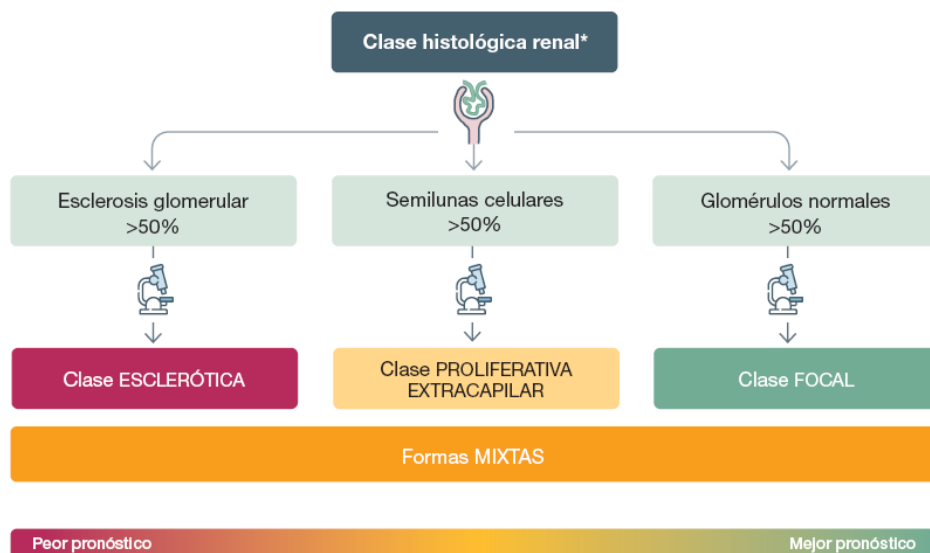 Clase histológica renal*
Esclerosis glomerular
>50%
Semilunas celulares
>50%
Glomérulos normales
>50%
Clase ESCLERÓTICA
Clase PROLIFERATIVA
EXTRACAPILAR
Clase FOCAL
Formas MIXTAS
Peor pronóstico
Mejor pronóstico